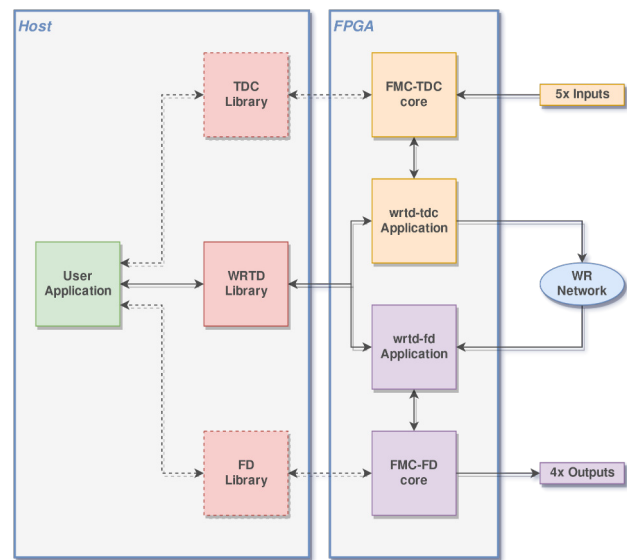 Host
FPGA
TDC
Library
FMC-TDC
core
5x Inputs
wrtd-tdc
Application
User
Application
WRTD
Library
WR
Network
wrtd-fd
Application
FD
Library
FMC-FD
core
4x Outputs